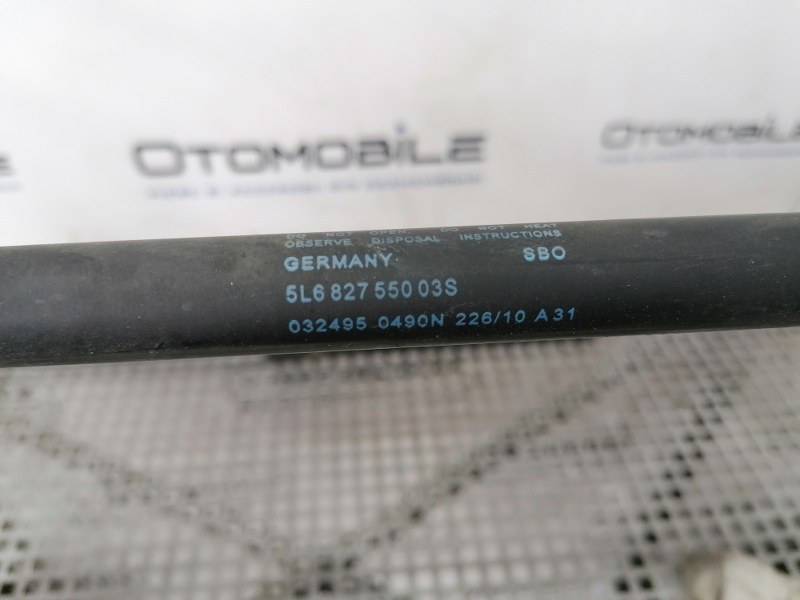 OTOMOBILE
OTOMOBILE
DO NOT OPEN. DO NOT HEAT
OBSERVE DISPOSAL INSTRUCTIONS
GERMANY SBO
5L6 827 550 03S
032495 0490N 226/10 A31